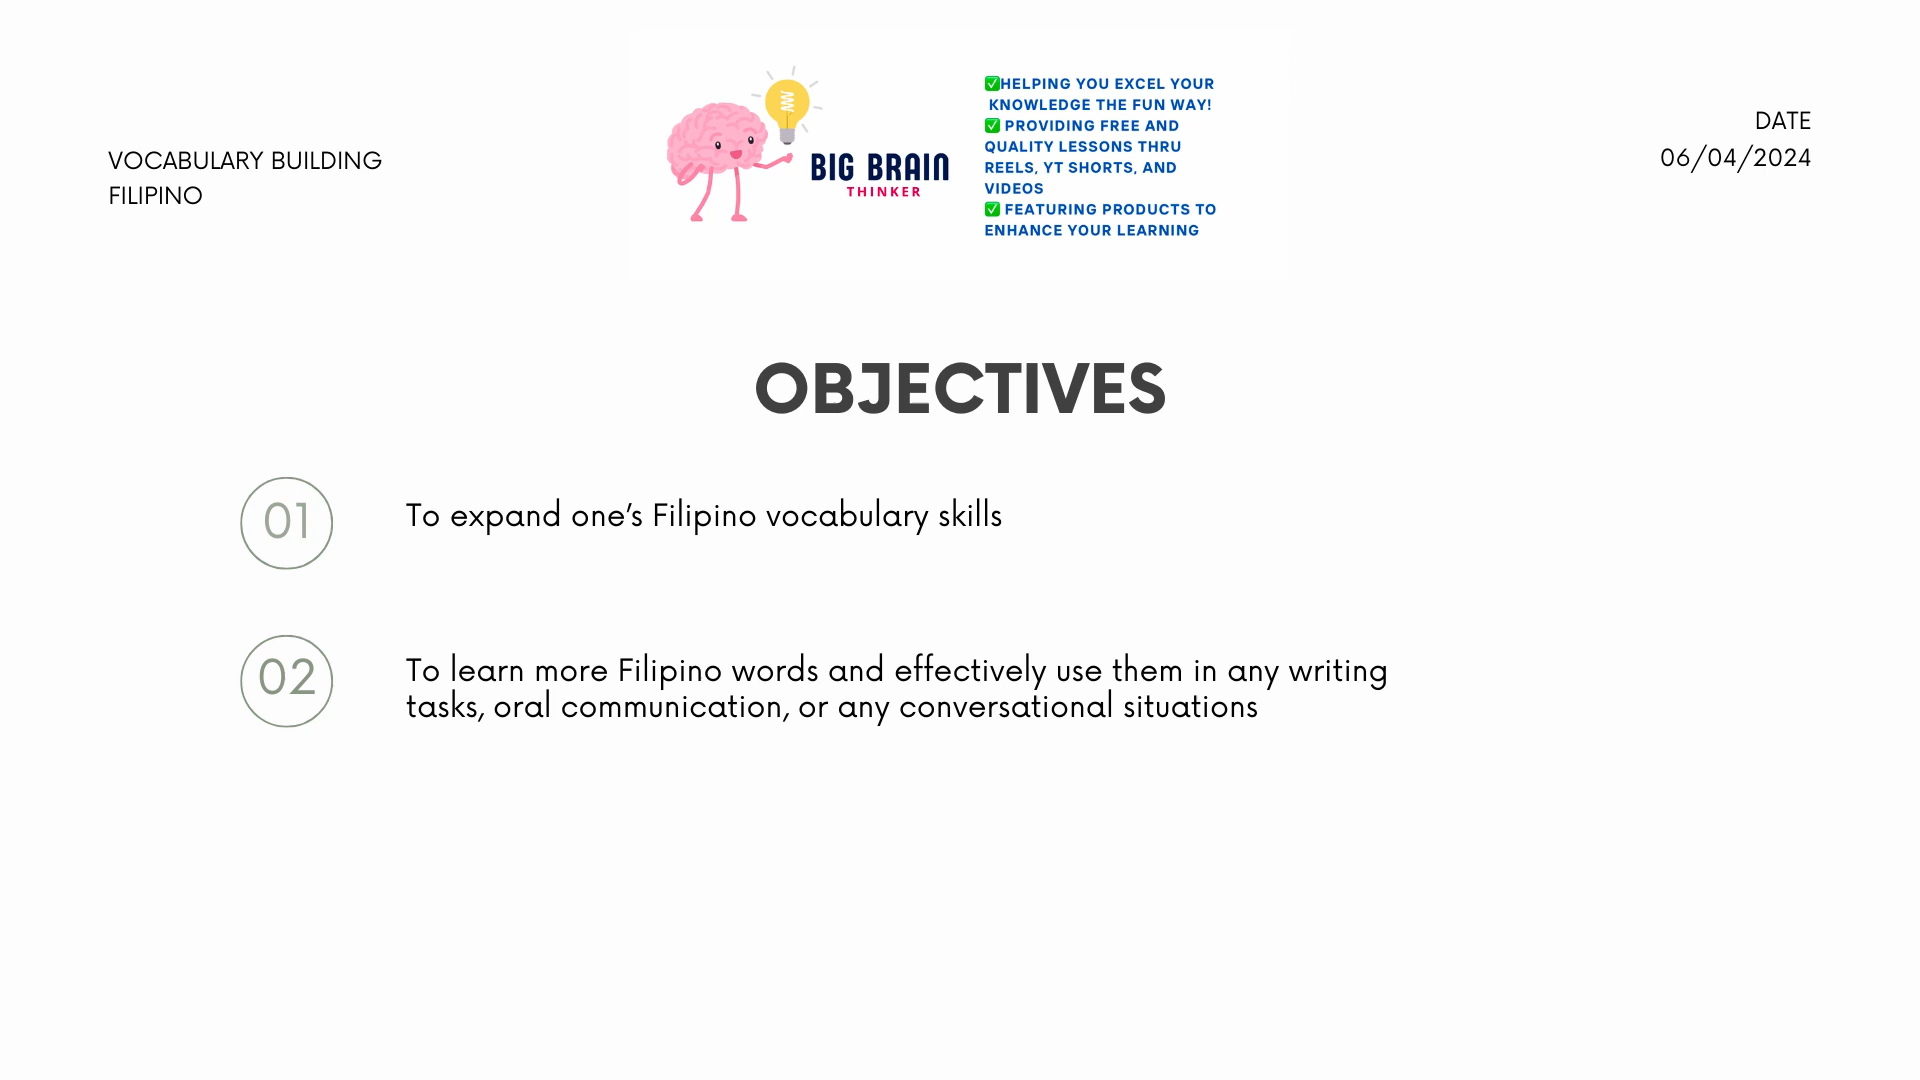 VOCABULARY BUILDING
FILIPINO
BIG BRAIN
THINKER
✅HELPING YOU EXCEL YOUR
KNOWLEDGE THE FUN WAY!
✅ PROVIDING FREE AND
QUALITY LESSONS THRU
REELS, YT SHORTS, AND
VIDEOS
✅ FEATURING PRODUCTS TO
ENHANCE YOUR LEARNING
DATE
06/04/2024
OBJECTIVES
01
To expand one’s Filipino vocabulary skills
02
To learn more Filipino words and effectively use them in any writing
tasks, oral communication, or any conversational situations